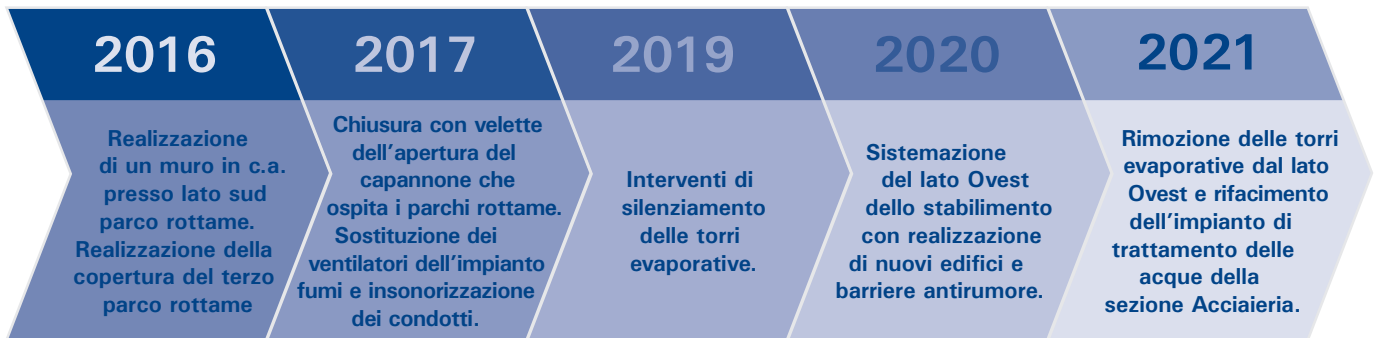 2016
Realizzazione
di un muro in c.a.
presso lato sud
parco rottame.
Realizzazione della
copertura del terzo
parco rottame
2017
Chiusura con velette
dell'apertura del
capannone che
ospita i parchi rottame.
Sostituzione dei
ventilatori dell'impianto
fumi e insonorizzazione
dei condotti.
2019
Interventi di
silenziamento
delle torri
evaporative.
2020
Sistemazione
del lato Ovest
dello stabilimento
con realizzazione
di nuovi edifici e
barriere antirumore.
2021
Rimozione delle torri
evaporative dal lato
Ovest e rifacimento
dell'impianto di
trattamento delle
acque della
sezione Acciaieria.